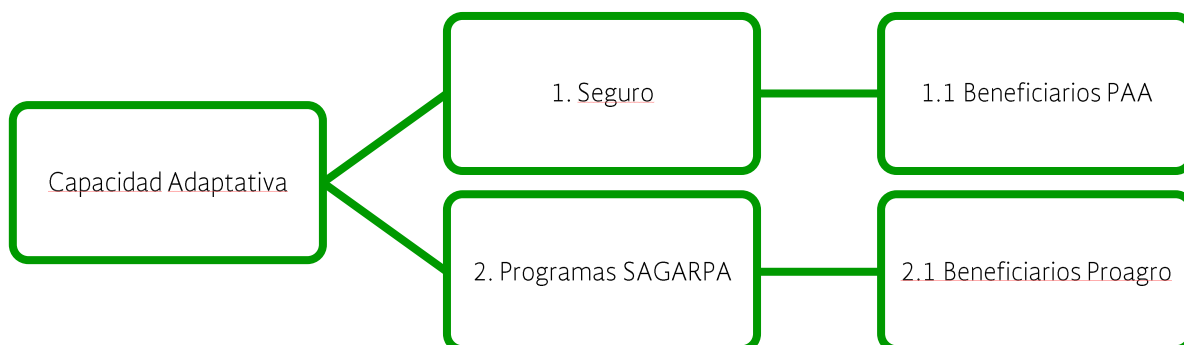 Capacidad Adaptativa
1. Seguro
1.1 Beneficiarios PAA
2. Programas SAGARPA
2.1 Beneficiarios Proagro